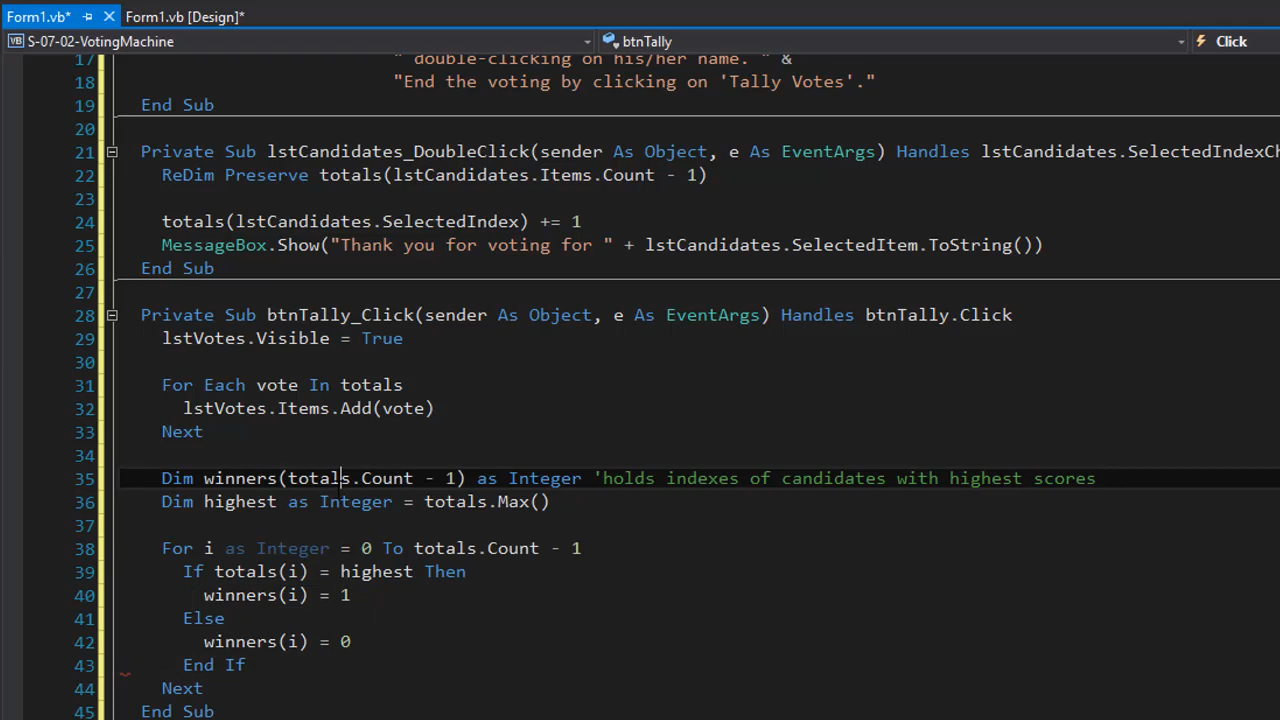 Form1.vb* Form1.vb [Design]*
VB S-07-02-VotingMachine btnTally Click
17 " double-clicking on his/her name. " &
18 "End the voting by clicking on 'Tally Votes'."
19 End Sub
20
21 Private Sub lstCandidates_DoubleClick(sender As Object, e As EventArgs) Handles lstCandidates.SelectedIndexCh
22 ReDim Preserve totals(lstCandidates.Items.Count - 1)
23
24 totals(lstCandidates.SelectedIndex) += 1
25 MessageBox.Show("Thank you for voting for " + lstCandidates.SelectedItem.ToString())
26 End Sub
27
28 Private Sub btnTally_Click(sender As Object, e As EventArgs) Handles btnTally.Click
29 lstVotes.Visible = True
30
31 For Each vote In totals
32 lstVotes.Items.Add(vote)
33 Next
34
35 Dim winners(totals.Count - 1) as Integer 'holds indexes of candidates with highest scores
36 Dim highest as Integer = totals.Max()
37
38 For i as Integer = 0 To totals.Count - 1
39 If totals(i) = highest Then
40 winners(i) = 1
41 Else
42 winners(i) = 0
43 End If
44 Next
45 End Sub